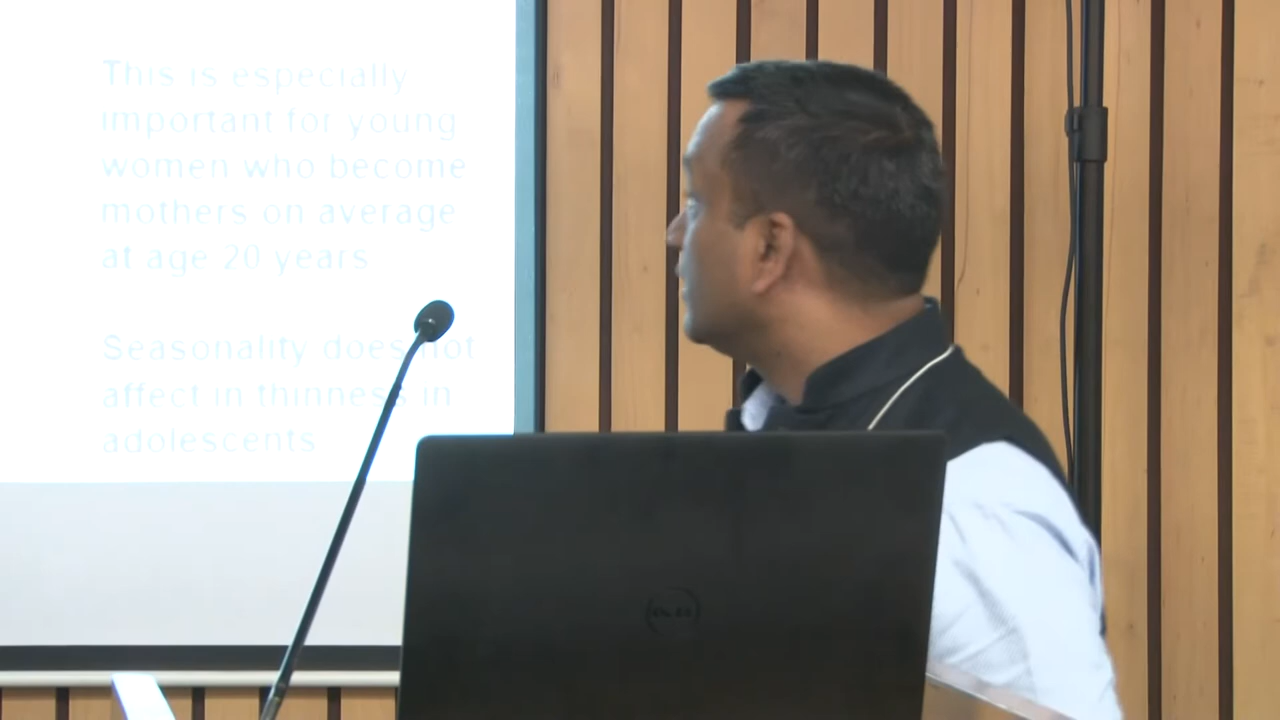 This is especially
important for young
women who become
mothers on average
at age 20 years
Seasonality does not
affect in thinness in
adolescents
DELL